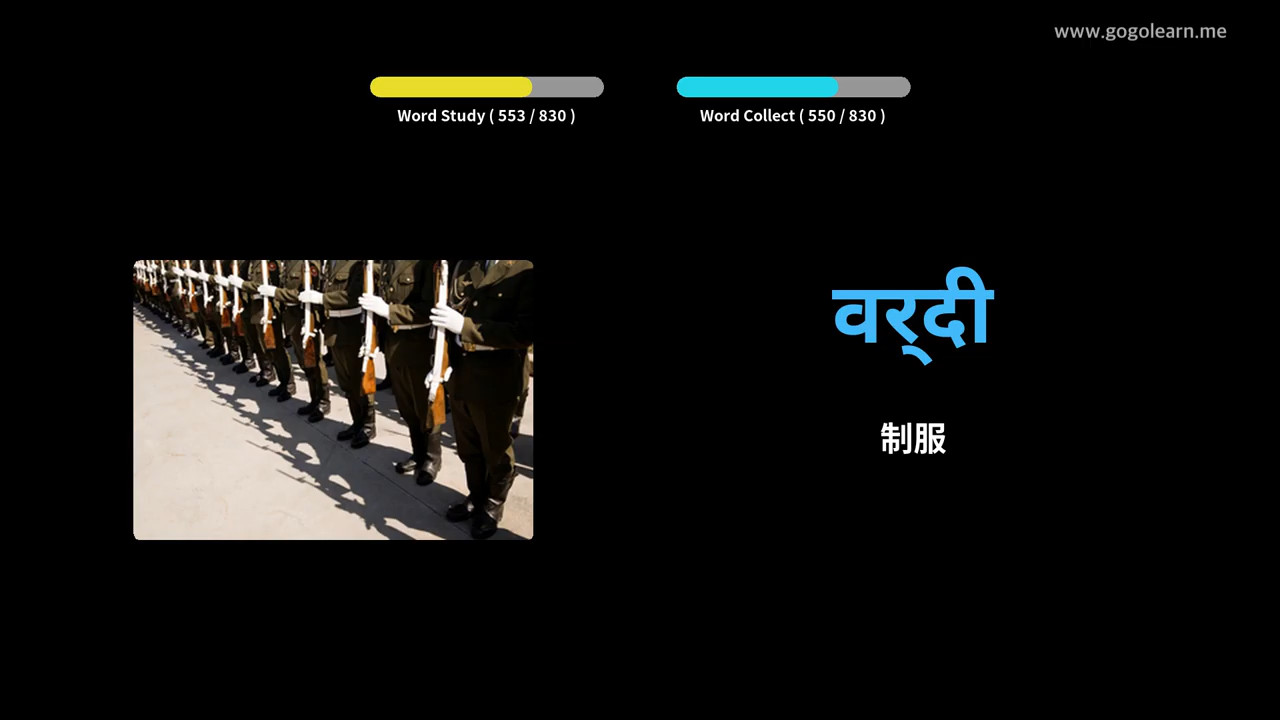 www.gogolearn.me
Word Study ( 553 / 830 )
Word Collect ( 550 / 830 )
वर्‌दी
制服